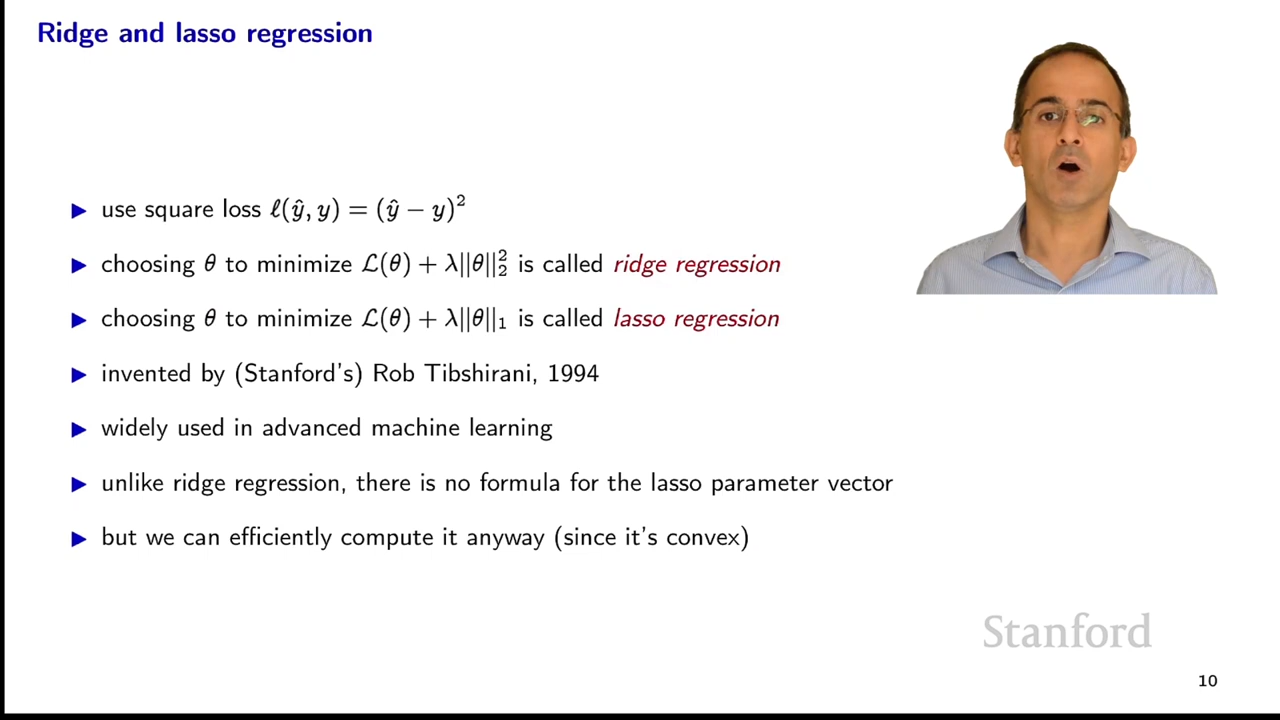 Ridge and lasso regression
▶ use square loss ℓ(ŷ, y) = (ŷ − y)²
▶ choosing θ to minimize ℒ(θ) + λ||θ||₂² is called ridge regression
▶ choosing θ to minimize ℒ(θ) + λ||θ||₁ is called lasso regression
▶ invented by (Stanford's) Rob Tibshirani, 1994
▶ widely used in advanced machine learning
▶ unlike ridge regression, there is no formula for the lasso parameter vector
▶ but we can efficiently compute it anyway (since it's convex)
Stanford
10